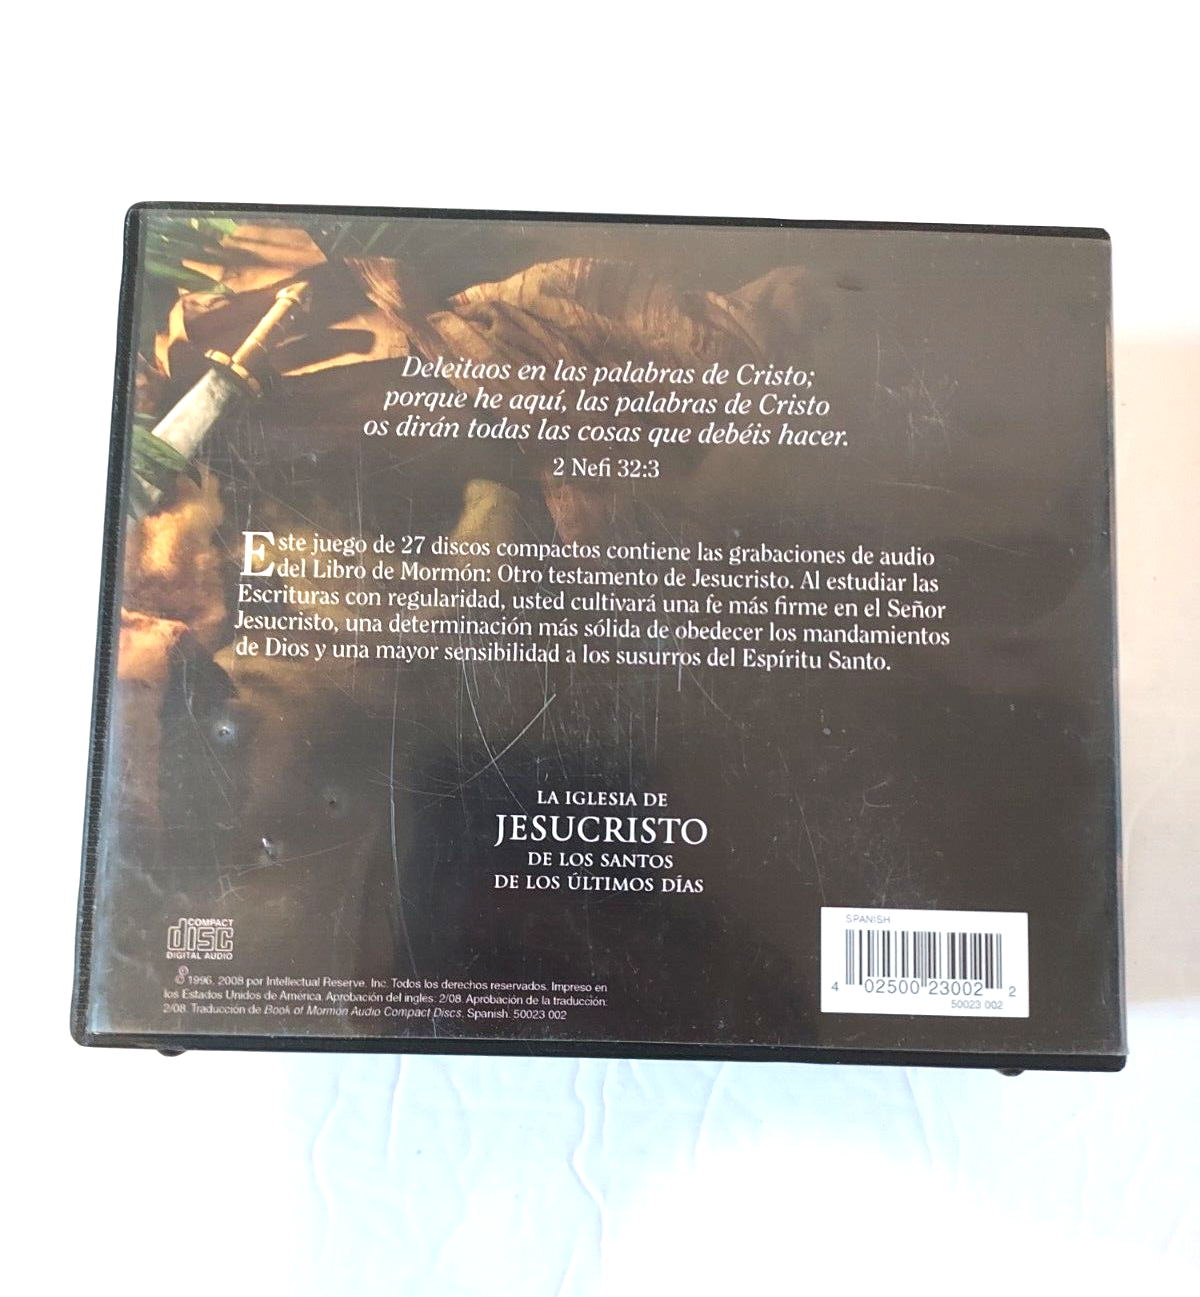 Deleitaos en las palabras de Cristo;
porque he aquí, las palabras de Cristo
os dirán todas las cosas que debéis hacer.
2 Nefi 32:3
Este juego de 27 discos compactos contiene las grabaciones de audio
del Libro de Mormón: Otro testamento de Jesucristo. Al estudiar las
Escrituras con regularidad, usted cultivará una fe más firme en el Señor
Jesucristo, una determinación más sólida de obedecer los mandamientos
de Dios y una mayor sensibilidad a los susurros del Espíritu Santo.
LA IGLESIA DE
JESUCRISTO
DE LOS SANTOS
DE LOS ÚLTIMOS DÍAS
COMPACT
disc
DIGITAL AUDIO
© 1996, 2008 por Intellectual Reserve, Inc. Todos los derechos reservados. Impreso en
los Estados Unidos de América. Aprobación del inglés: 2/08. Aprobación de la traducción:
2/08. Traducción de Book of Mormon Audio Compact Discs. Spanish. 50023 002
SPANISH
4 02500 23002 2
50023 002